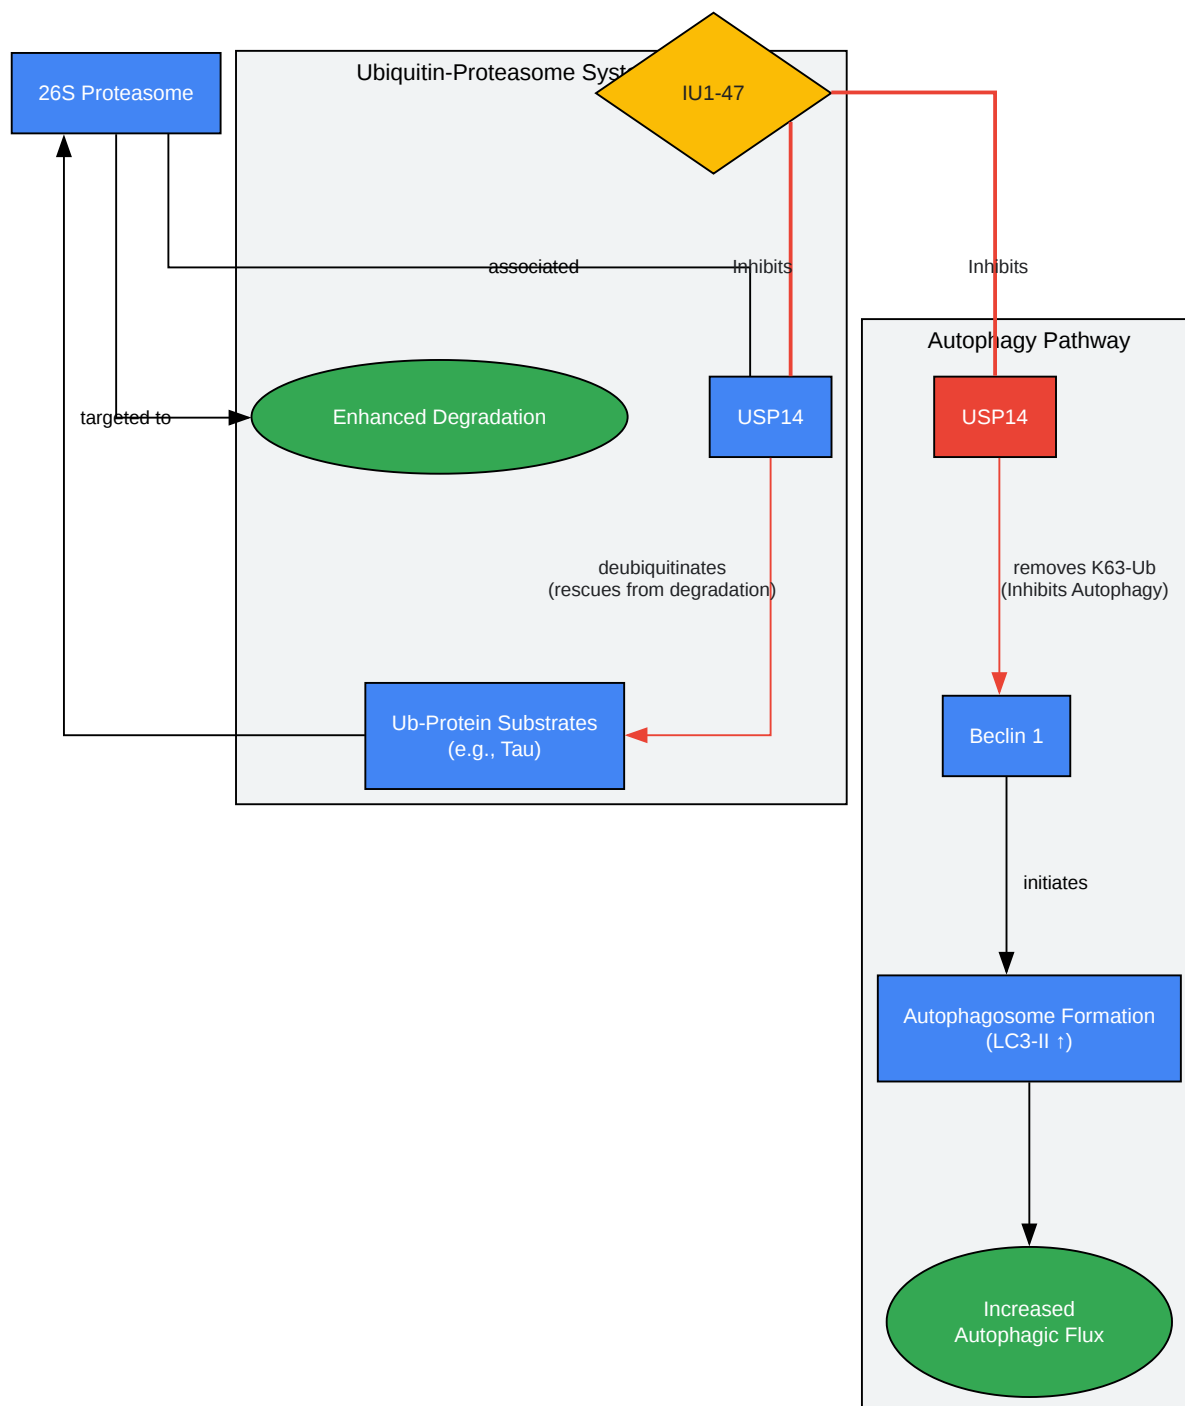 Ubiquitin-Proteasome Syst
IU1-47
26S Proteasome
associated
Inhibits
Inhibits
Autophagy Pathway
targeted to
Enhanced Degradation
USP14
USP14
deubiquitinates
(rescues from degradation)
removes K63-Ub
(Inhibits Autophagy)
Ub-Protein Substrates
(e.g., Tau)
Beclin 1
initiates
Autophagosome Formation
(LC3-II ↑)
Increased
Autophagic Flux